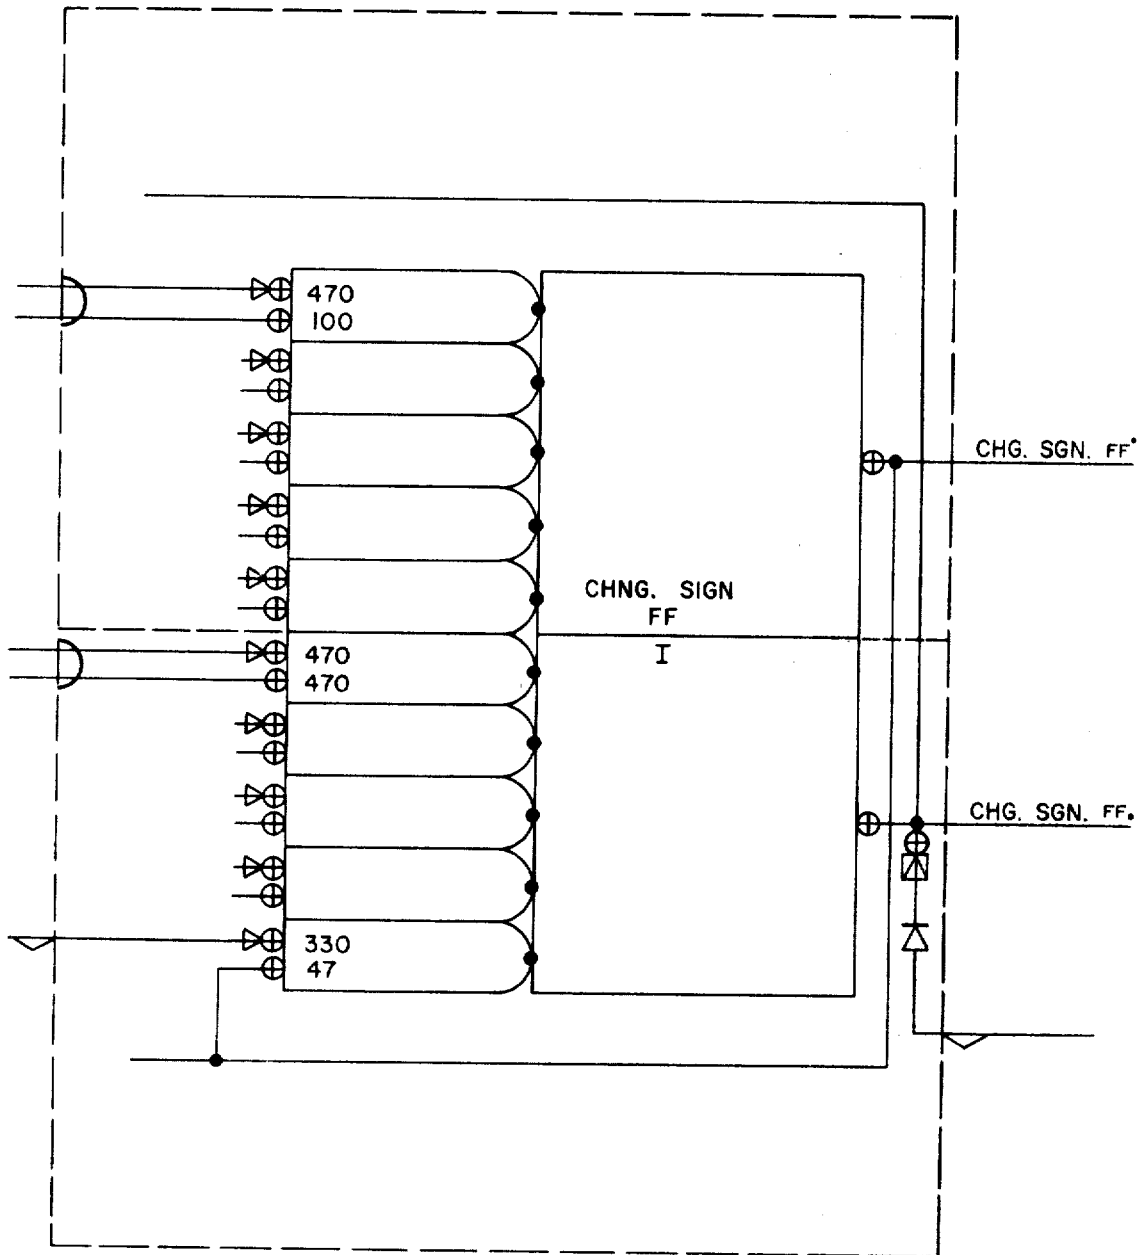 470
100
CHG. SGN. FF•
CHNG. SIGN
FF
I
470
470
CHG. SGN. FF.
330
47